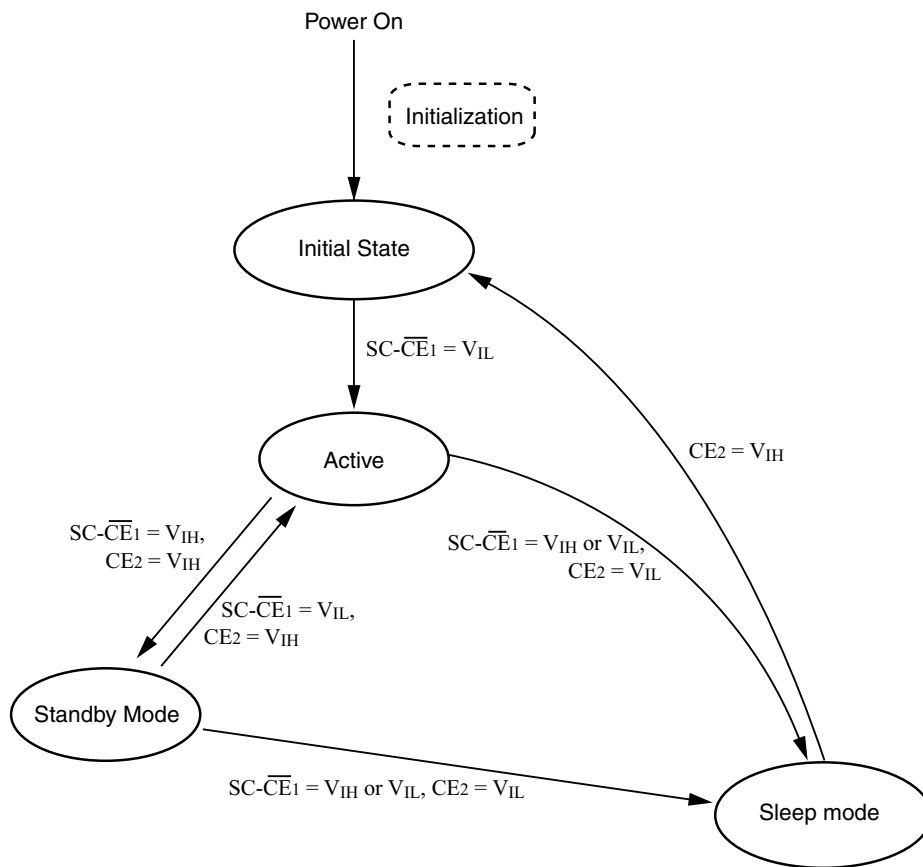 Power On
Initialization
Initial State
SC-C̅E̅1 = VIL
Active
CE2 = VIH
SC-C̅E̅1 = VIH,
CE2 = VIH
SC-C̅E̅1 = VIH or VIL,
CE2 = VIL
SC-C̅E̅1 = VIL,
CE2 = VIH
Standby Mode
SC-C̅E̅1 = VIH or VIL, CE2 = VIL
Sleep mode